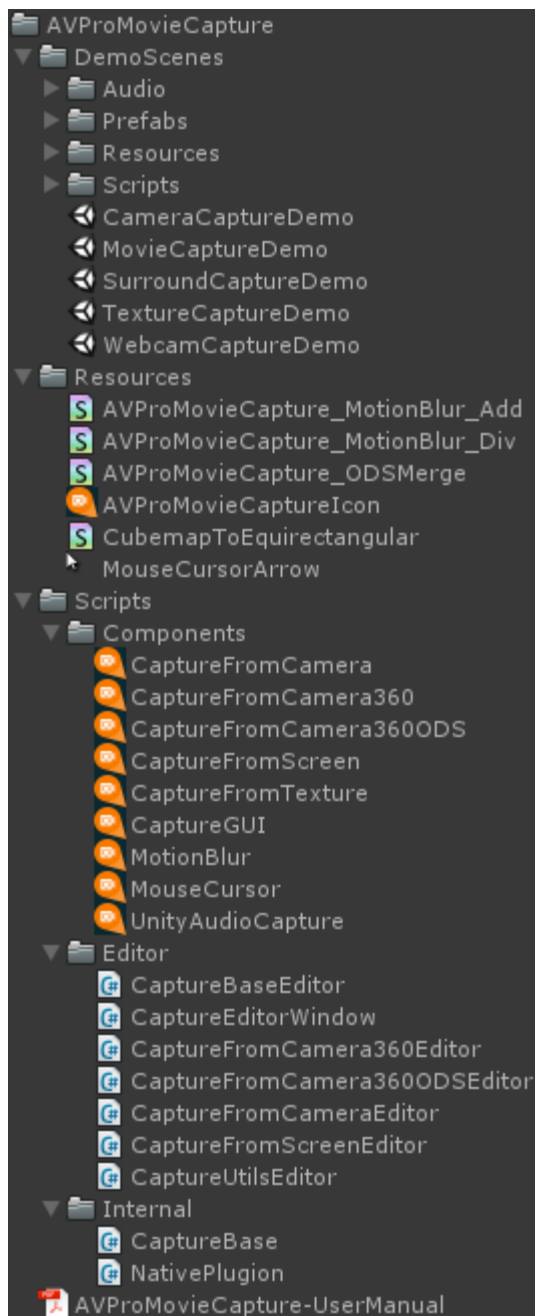 AVProMovieCapture
DemoScenes
Audio
Prefabs
Resources
Scripts
CameraCaptureDemo
MovieCaptureDemo
SurroundCaptureDemo
TextureCaptureDemo
WebcamCaptureDemo
Resources
AVProMovieCapture_MotionBlur_Add
AVProMovieCapture_MotionBlur_Div
AVProMovieCapture_ODSMerge
AVProMovieCaptureIcon
CubemapToEquirectangular
MouseCursorArrow
Scripts
Components
CaptureFromCamera
CaptureFromCamera360
CaptureFromCamera360ODS
CaptureFromScreen
CaptureFromTexture
CaptureGUI
MotionBlur
MouseCursor
UnityAudioCapture
Editor
CaptureBaseEditor
CaptureEditorWindow
CaptureFromCamera360Editor
CaptureFromCamera360ODSEditor
CaptureFromCameraEditor
CaptureFromScreenEditor
CaptureUtilsEditor
Internal
CaptureBase
NativePlugion
AVProMovieCapture-UserManual